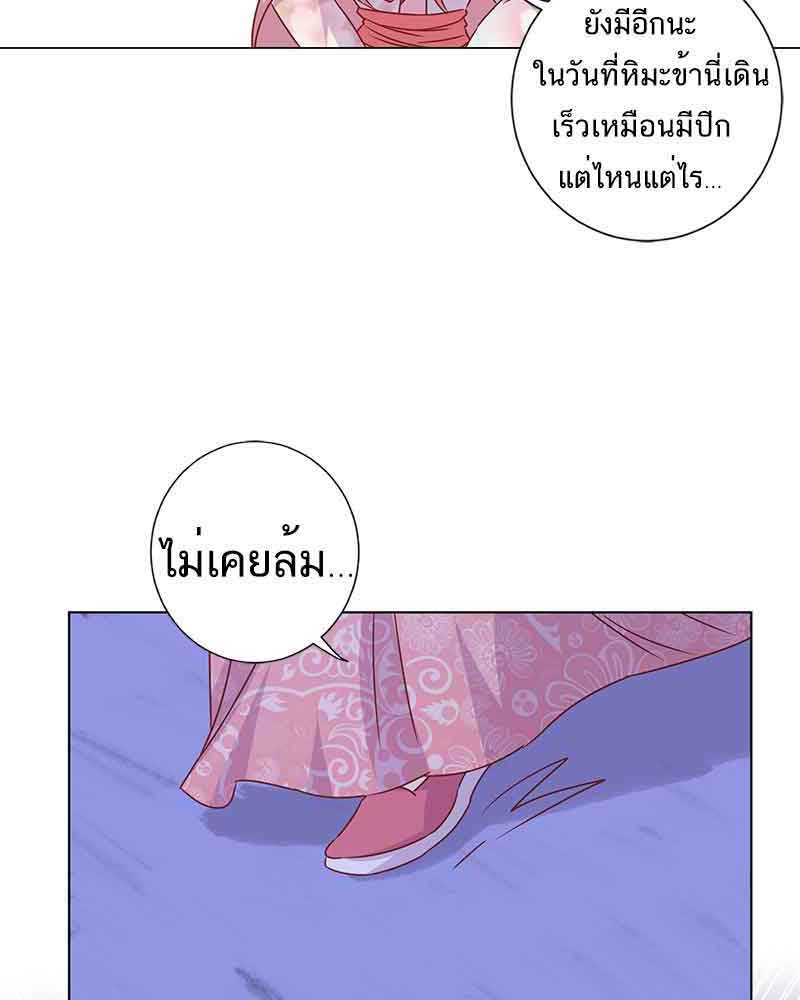 ยังมีอีกนะ
ในวันที่หิมะข้านี่เดิน
เร็วเหมือนมีปีก
แต่ไหนแต่ไร...
ไม่เคยล้ม...